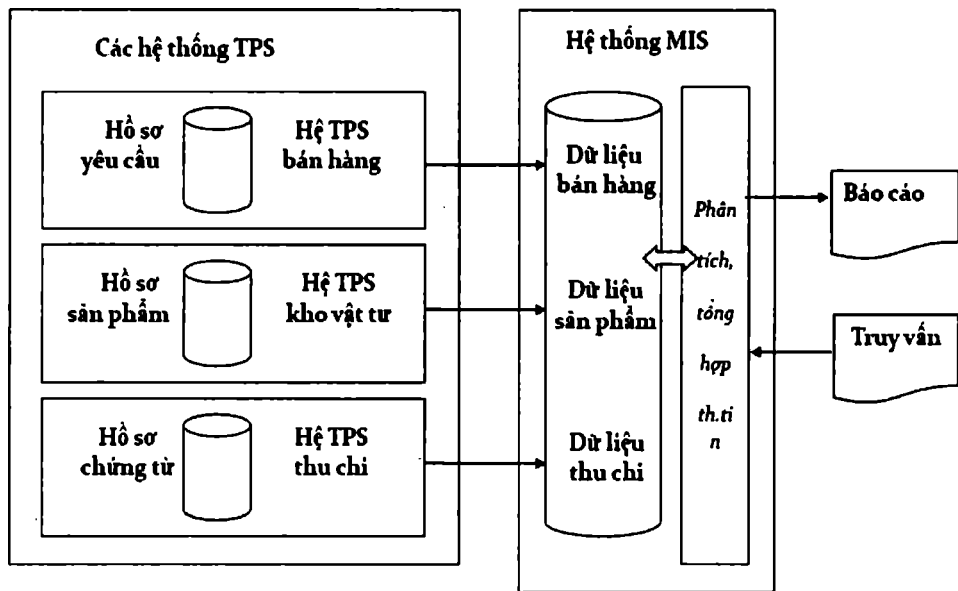 Các hệ thống TPS
Hồ sơ
yêu cầu
Hệ TPS
bán hàng
Hồ sơ
sản phẩm
Hệ TPS
kho vật tư
Hồ sơ
chứng từ
Hệ TPS
thu chi
Hệ thống MIS
Dữ liệu
bán hàng
Dữ liệu
sản phẩm
Dữ liệu
thu chi
Phân
tích,
tổng
hợp
th.ti
n
Báo cáo
Truy vấn